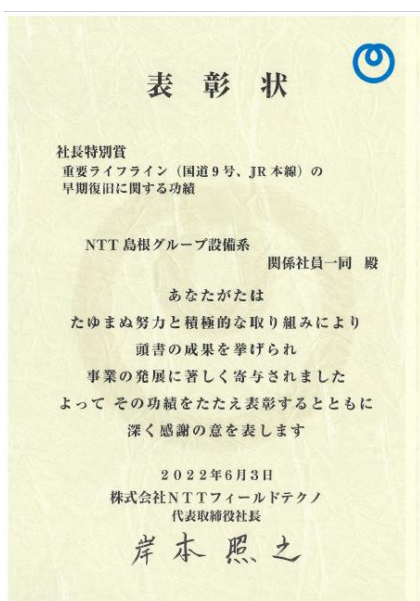 表彰状
社長特別賞
重要ライフライン（国道９号、JR本線）の
早期復旧に関する功績
NTT島根グループ設備系
関係社員一同　殿
あなたがたは
たゆまぬ努力と積極的な取り組みにより
頭書の成果を挙げられ
事業の発展に著しく寄与されました
よって その功績をたたえ表彰するとともに
深く感謝の意を表します
２０２２年６月３日
株式会社ＮＴＴフィールドテクノ
代表取締役社長
岸本照之